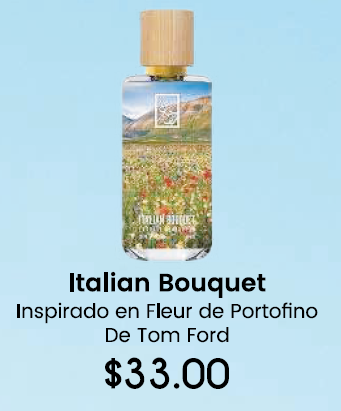 ITALIAN BOUQUET
Italian Bouquet
Inspirado en Fleur de Portofino
De Tom Ford
$33.00